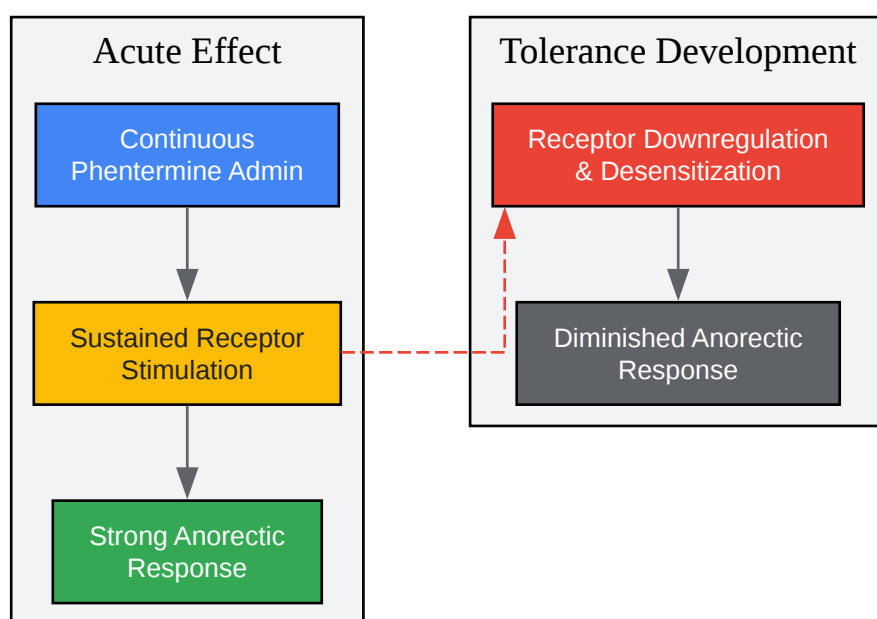 Acute Effect
Continuous
Phentermine Admin
Sustained Receptor
Stimulation
Strong Anorectic
Response
Tolerance Development
Receptor Downregulation
& Desensitization
Diminished Anorectic
Response